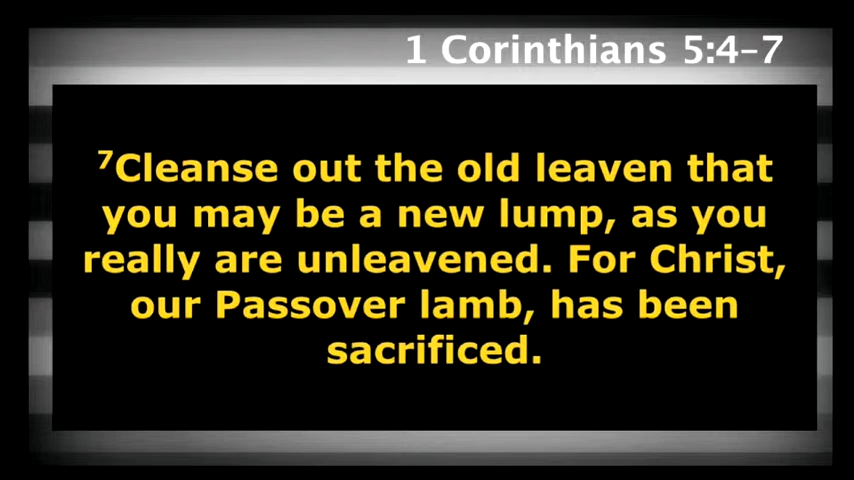 1 Corinthians 5:4–7
⁷Cleanse out the old leaven that
you may be a new lump, as you
really are unleavened. For Christ,
our Passover lamb, has been
sacrificed.